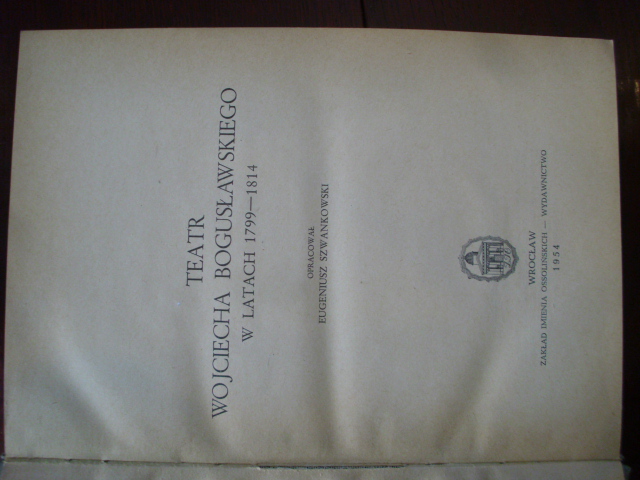 TEATR
WOJCIECHA BOGUSŁAWSKIEGO
W LATACH 1799—1814
OPRACOWAŁ
EUGENIUSZ SZWANKOWSKI
WROCŁAW
1954
ZAKŁAD IMIENIA OSSOLIŃSKICH — WYDAWNICTWO